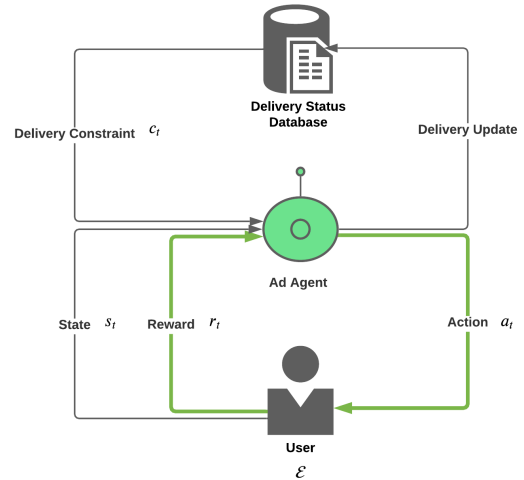 Delivery Status
Database
Delivery Constraint c_t
Delivery Update
Ad Agent
State s_t
Reward r_t
Action a_t
User
ℰ